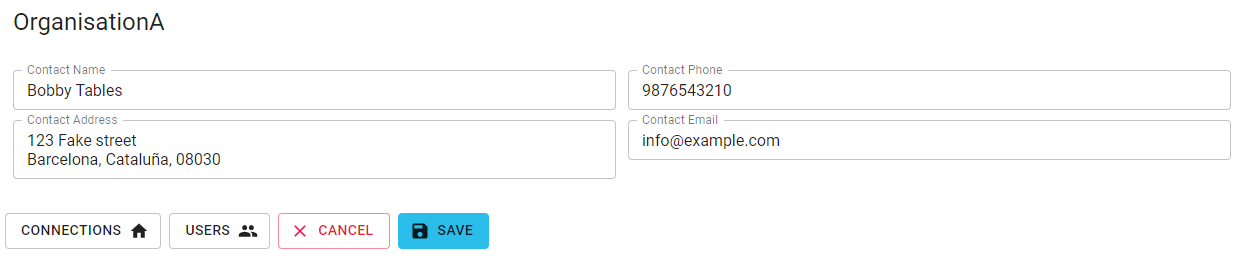 OrganisationA
Contact Name
Bobby Tables
Contact Phone
9876543210
Contact Address
123 Fake street
Barcelona, Cataluña, 08030
Contact Email
info@example.com
CONNECTIONS
USERS
CANCEL
SAVE